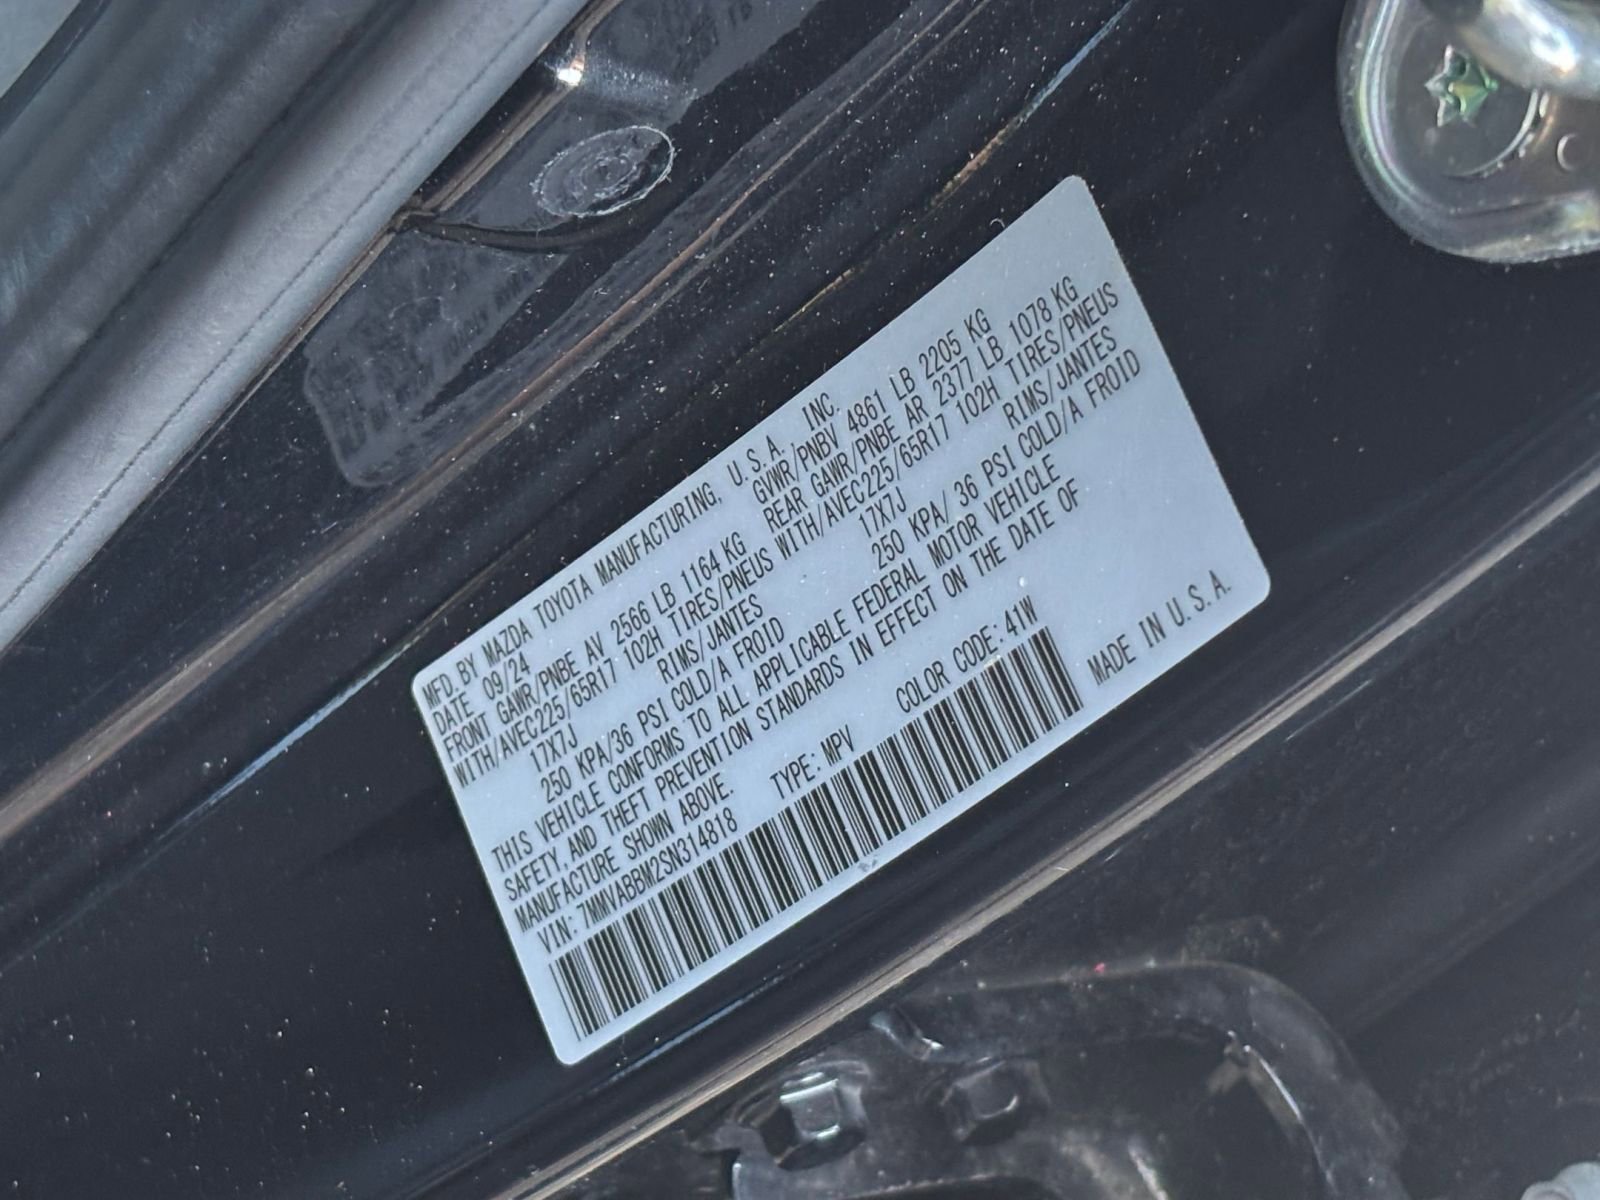 MFD. BY MAZDA TOYOTA MANUFACTURING, U.S.A. INC.
DATE 09/24 GVWR/PNBV 4861 LB 2205 KG
FRONT GAWR/PNBE AV 2566 LB 1164 KG REAR GAWR/PNBE AR 2377 LB 1078 KG
WITH/AVEC225/65R17 102H TIRES/PNEUS WITH/AVEC225/65R17 102H TIRES/PNEUS
17X7J RIMS/JANTES 17X7J RIMS/JANTES
250 KPA/36 PSI COLD/A FROID 250 KPA/ 36 PSI COLD/A FROID
THIS VEHICLE CONFORMS TO ALL APPLICABLE FEDERAL MOTOR VEHICLE
SAFETY, AND THEFT PREVENTION STANDARDS IN EFFECT ON THE DATE OF
MANUFACTURE SHOWN ABOVE.
VIN: 7MMVABBM2SN314818 TYPE: MPV COLOR CODE: 41W
MADE IN U.S.A.